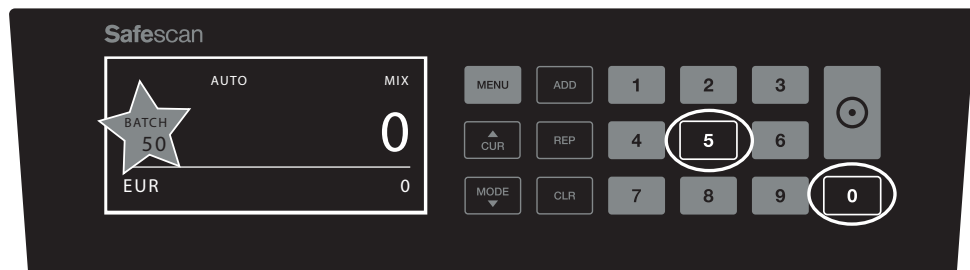 Safescan
AUTO MIX
BATCH
50
0
EUR 0
MENU ADD 1 2 3
CUR REP 4 5 6
MODE CLR 7 8 9 0